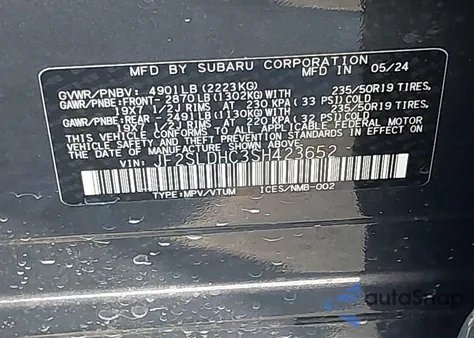 MFD BY SUBARU CORPORATION IN 05/24
GVWR/PNBV: 4901LB (2223KG)
GAWR/PNBE: FRONT- 2870LB (1302KG) WITH 235/50R19 TIRES,
19X7 1/2J RIMS AT 230 KPA (33 PSI) COLD
GAWR/PNBE: REAR - 2491LB (1130KG) WITH 235/50R19 TIRES,
19X7 1/2J RIMS AT 220 KPA (32 PSI) COLD
THIS VEHICLE CONFORMS TO ALL APPLICABLE FEDERAL MOTOR
VEHICLE SAFETY AND THEFT PREVENTION STANDARDS IN EFFECT
ON THE DATE OF MANUFACTURE SHOWN ABOVE.
VIN: JF2SLDHC3SH423652
TYPE:MPV/VTUM ICES/NMB-002
autoSnap